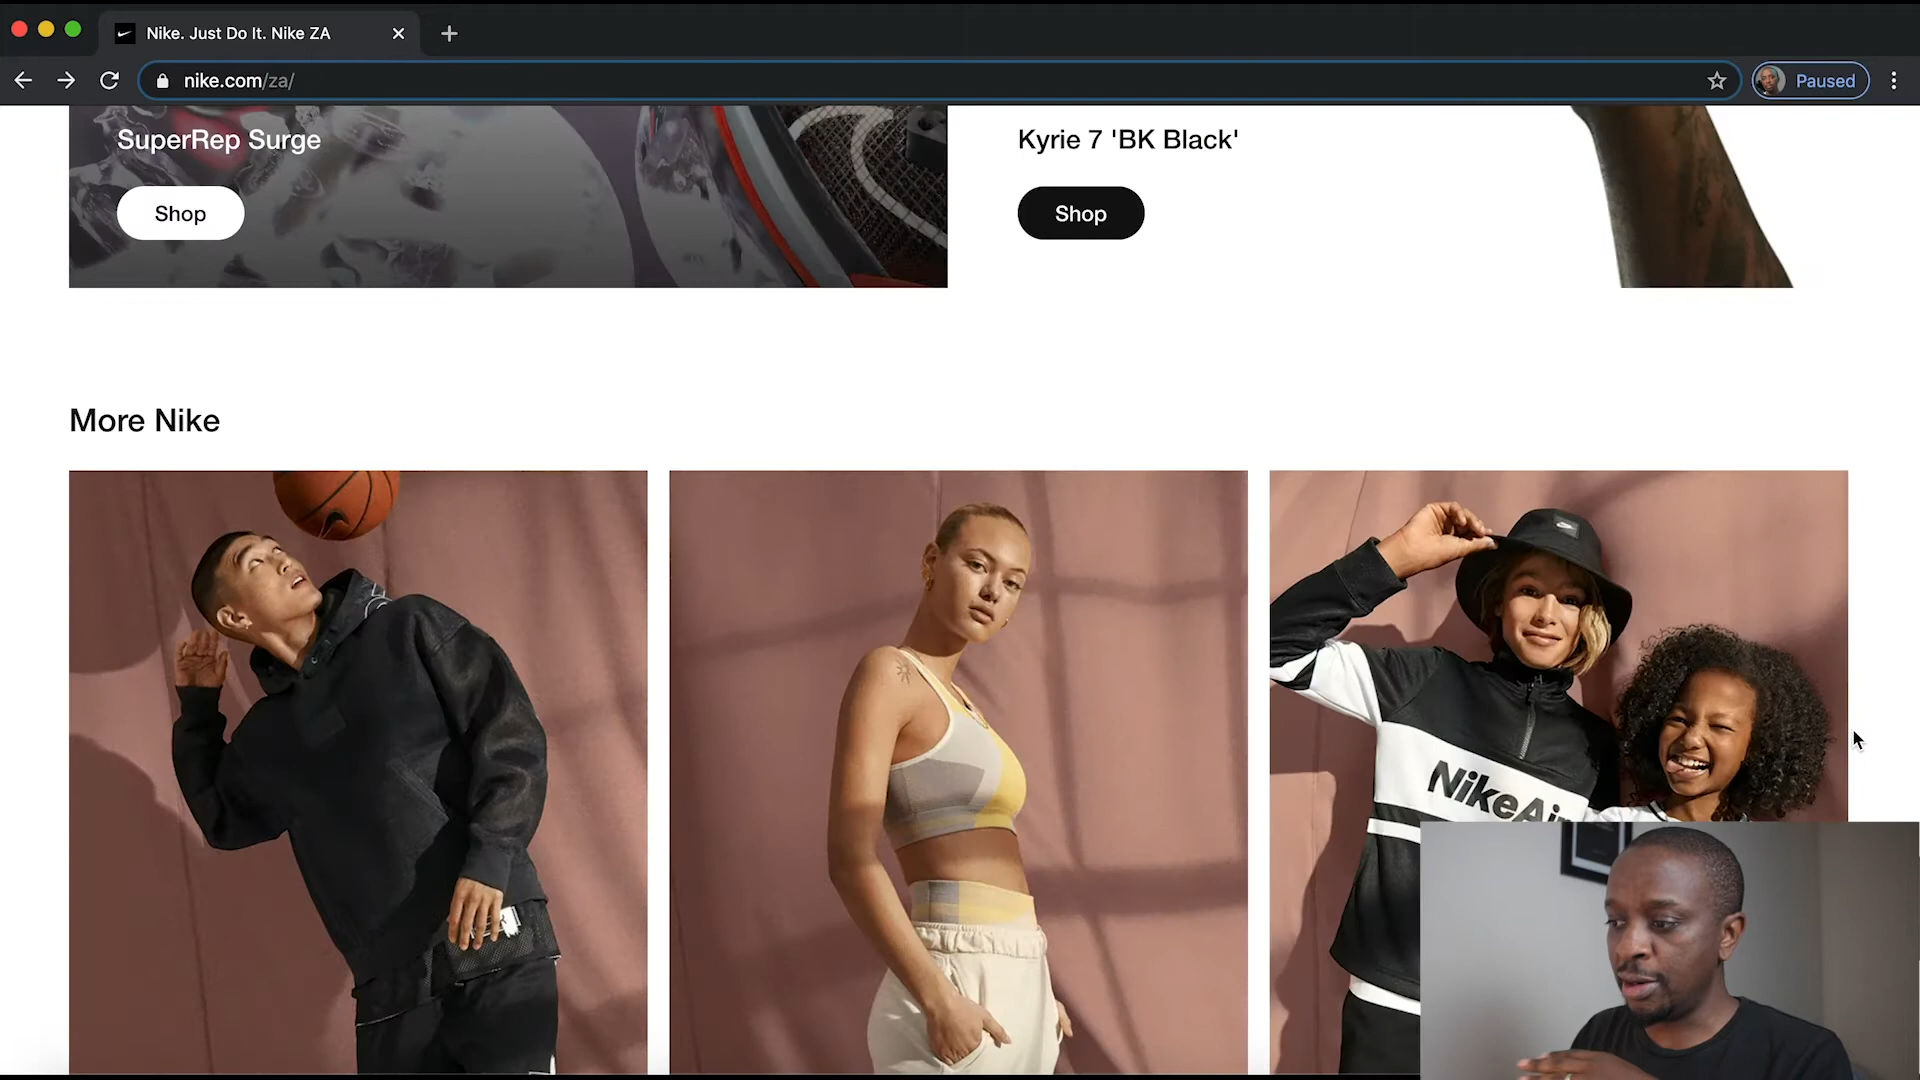 Nike. Just Do It. Nike ZA
nike.com/za/
Paused
SuperRep Surge
Kyrie 7 'BK Black'
Shop
Shop
More Nike
NikeAir